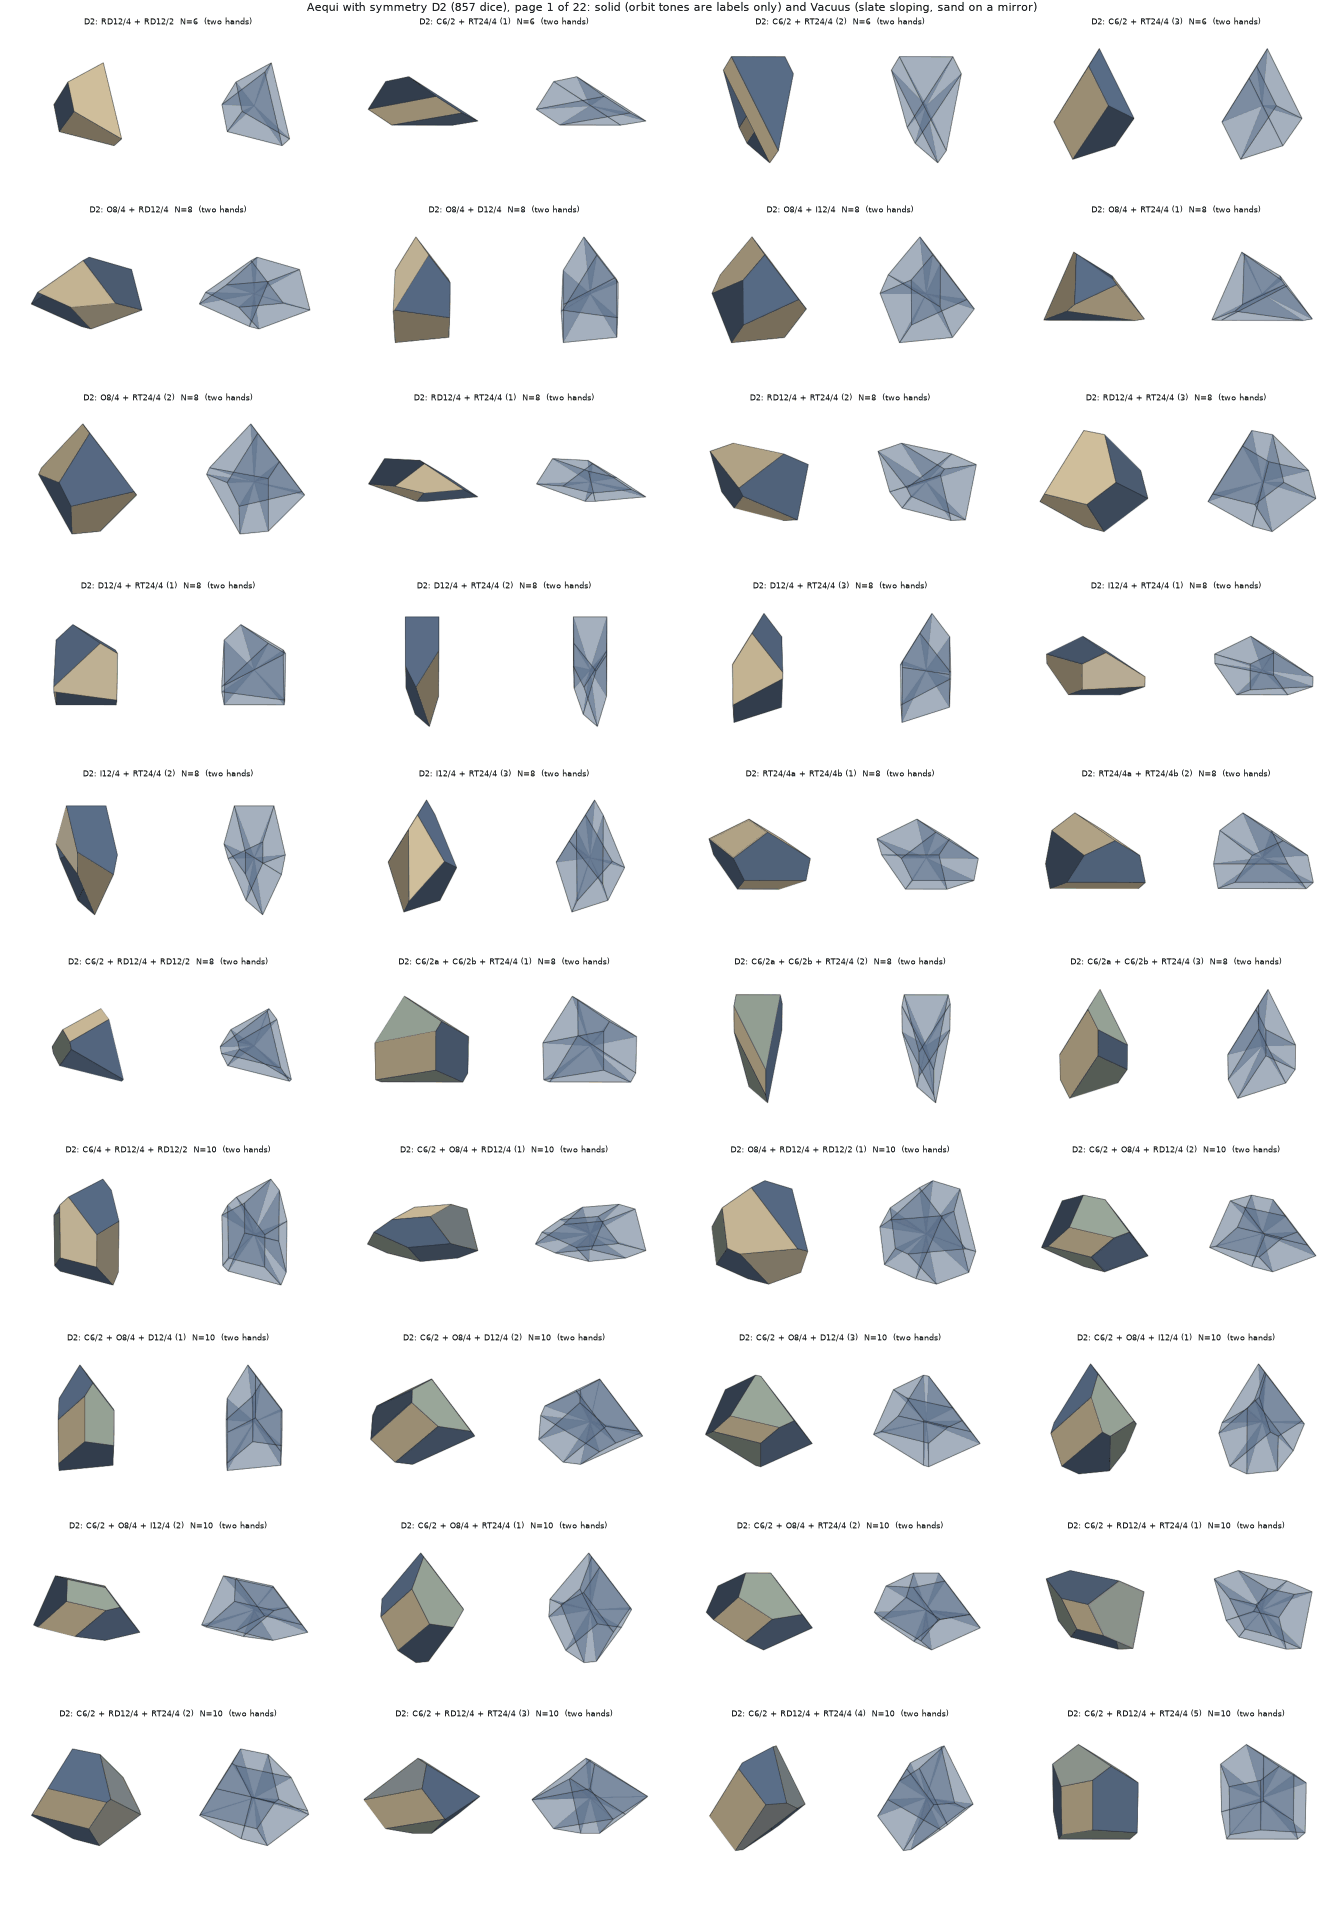 Aequi with symmetry D2 (857 dice), page 1 of 22: solid (orbit tones are labels only) and Vacuus (slate sloping, sand on a mirror)
D2: RD12/4 + RD12/2 N=6 (two hands)
D2: C6/2 + RT24/4 (1) N=6 (two hands)
D2: C6/2 + RT24/4 (2) N=6 (two hands)
D2: C6/2 + RT24/4 (3) N=6 (two hands)
D2: O8/4 + RD12/4 N=8 (two hands)
D2: O8/4 + D12/4 N=8 (two hands)
D2: O8/4 + I12/4 N=8 (two hands)
D2: O8/4 + RT24/4 (1) N=8 (two hands)
D2: O8/4 + RT24/4 (2) N=8 (two hands)
D2: RD12/4 + RT24/4 (1) N=8 (two hands)
D2: RD12/4 + RT24/4 (2) N=8 (two hands)
D2: RD12/4 + RT24/4 (3) N=8 (two hands)
D2: D12/4 + RT24/4 (1) N=8 (two hands)
D2: D12/4 + RT24/4 (2) N=8 (two hands)
D2: D12/4 + RT24/4 (3) N=8 (two hands)
D2: I12/4 + RT24/4 (1) N=8 (two hands)
D2: I12/4 + RT24/4 (2) N=8 (two hands)
D2: I12/4 + RT24/4 (3) N=8 (two hands)
D2: RT24/4a + RT24/4b (1) N=8 (two hands)
D2: RT24/4a + RT24/4b (2) N=8 (two hands)
D2: C6/2 + RD12/4 + RD12/2 N=8 (two hands)
D2: C6/2a + C6/2b + RT24/4 (1) N=8 (two hands)
D2: C6/2a + C6/2b + RT24/4 (2) N=8 (two hands)
D2: C6/2a + C6/2b + RT24/4 (3) N=8 (two hands)
D2: C6/4 + RD12/4 + RD12/2 N=10 (two hands)
D2: C6/2 + O8/4 + RD12/4 (1) N=10 (two hands)
D2: O8/4 + RD12/4 + RD12/2 (1) N=10 (two hands)
D2: C6/2 + O8/4 + RD12/4 (2) N=10 (two hands)
D2: C6/2 + O8/4 + D12/4 (1) N=10 (two hands)
D2: C6/2 + O8/4 + D12/4 (2) N=10 (two hands)
D2: C6/2 + O8/4 + D12/4 (3) N=10 (two hands)
D2: C6/2 + O8/4 + I12/4 (1) N=10 (two hands)
D2: C6/2 + O8/4 + I12/4 (2) N=10 (two hands)
D2: C6/2 + O8/4 + RT24/4 (1) N=10 (two hands)
D2: C6/2 + O8/4 + RT24/4 (2) N=10 (two hands)
D2: C6/2 + RD12/4 + RT24/4 (1) N=10 (two hands)
D2: C6/2 + RD12/4 + RT24/4 (2) N=10 (two hands)
D2: C6/2 + RD12/4 + RT24/4 (3) N=10 (two hands)
D2: C6/2 + RD12/4 + RT24/4 (4) N=10 (two hands)
D2: C6/2 + RD12/4 + RT24/4 (5) N=10 (two hands)